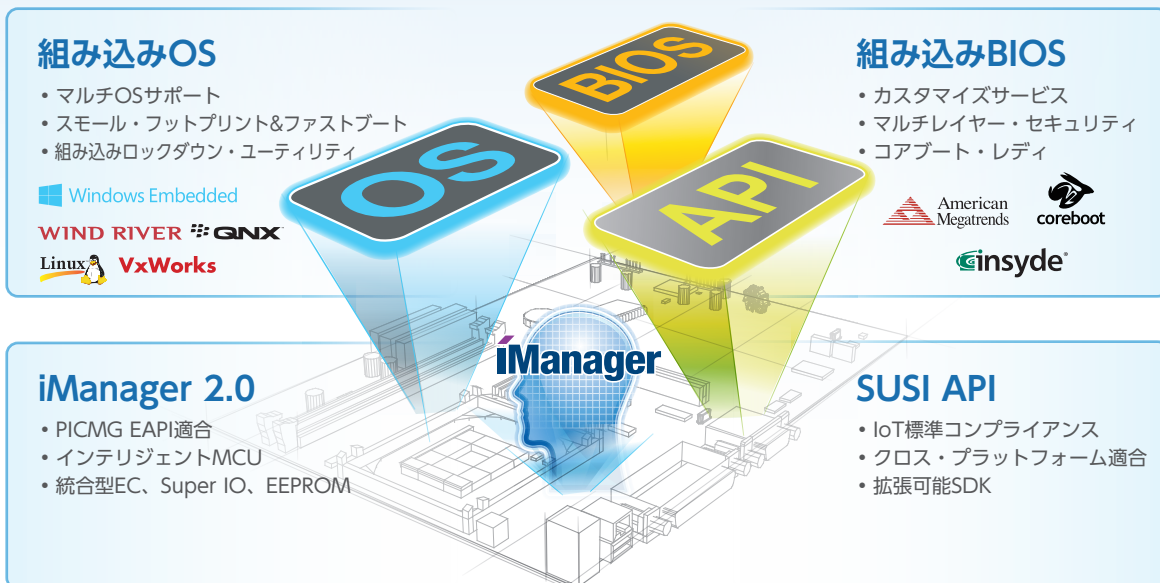 組み込みOS
• マルチOSサポート
• スモール・フットプリント&ファストブート
• 組み込みロックダウン・ユーティリティ
Windows Embedded
WIND RIVER QNX
Linux VxWorks
OS
BIOS
API
組み込みBIOS
• カスタマイズサービス
• マルチレイヤー・セキュリティ
• コアブート・レディ
American
Megatrends
coreboot
insyde®
iManager
iManager 2.0
• PICMG EAPI適合
• インテリジェントMCU
• 統合型EC、Super IO、EEPROM
SUSI API
• IoT標準コンプライアンス
• クロス・プラットフォーム適合
• 拡張可能SDK